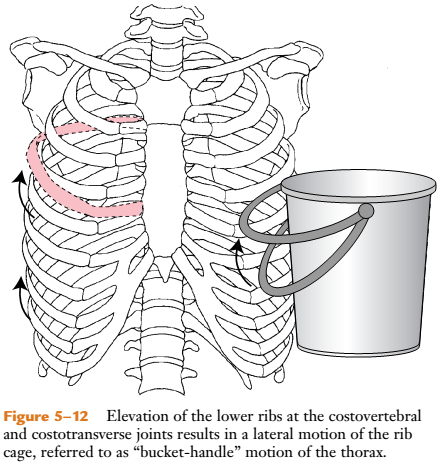 Figure 5–12 Elevation of the lower ribs at the costovertebral
and costotransverse joints results in a lateral motion of the rib
cage, referred to as “bucket-handle” motion of the thorax.